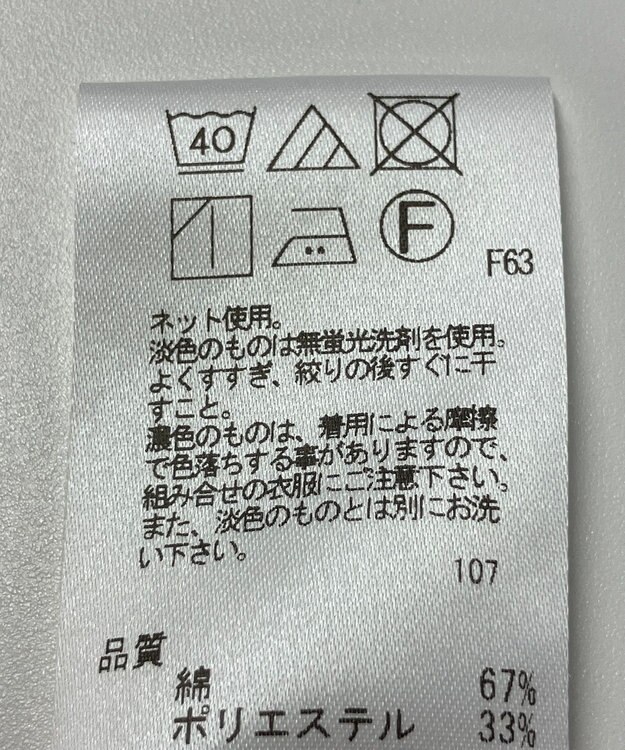 40
F
F63
ネット使用。
淡色のものは無蛍光洗剤を使用。
よくすすぎ、絞りの後すぐに干
すこと。
濃色のものは、着用による摩擦
で色落ちする事がありますので、
組み合せの衣服にご注意下さい。
また、淡色のものとは別にお洗
い下さい。
107
品質
綿 67%
ポリエステル 33%